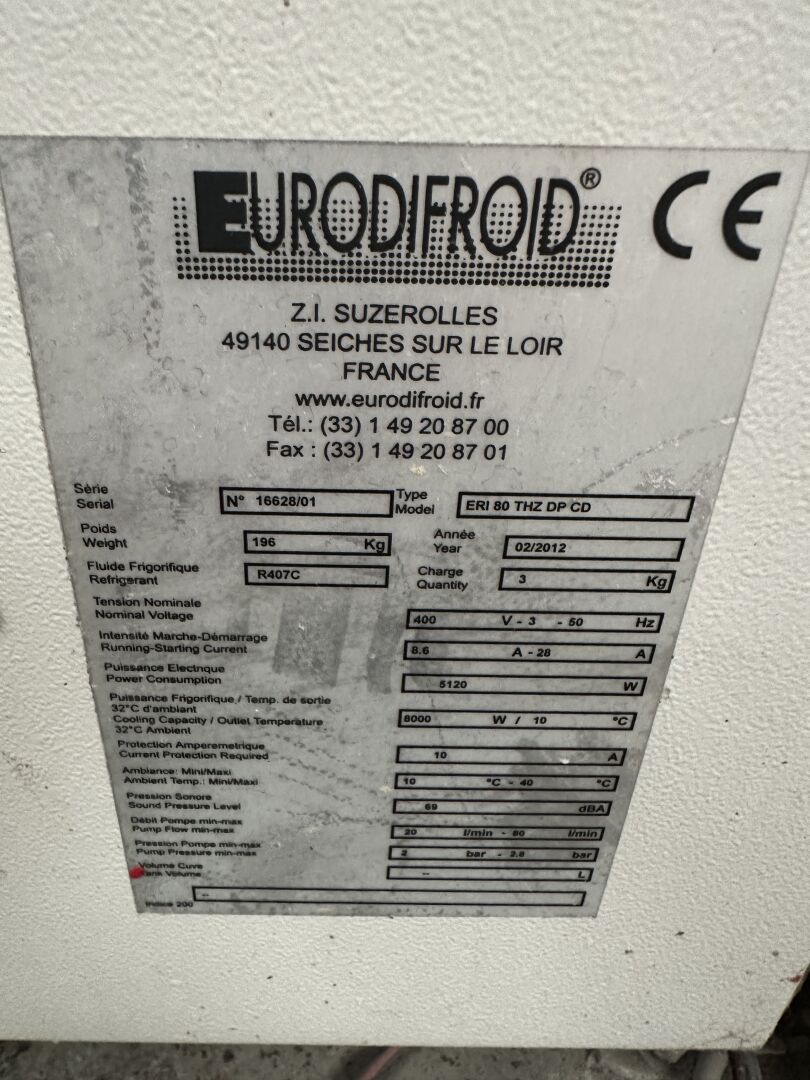 EURODIFROID® CE
Z.I. SUZEROLLES
49140 SEICHES SUR LE LOIR
FRANCE
www.eurodifroid.fr
Tél.: (33) 1 49 20 87 00
Fax : (33) 1 49 20 87 01
Série
Serial
N° 16628/01
Type
Model
ERI 80 THZ DP CD
Poids
Weight
196 Kg
Année
Year
02/2012
Fluide Frigorifique
Refrigerant
R407C
Charge
Quantity
3 Kg
Tension Nominale
Nominal Voltage
400 V - 3 - 50 Hz
Intensité Marche-Démarrage
Running-Starting Current
8.6 A - 28 A
Puissance Electrique
Power Consumption
5120 W
Puissance Frigorifique / Temp. de sortie
32°C d'ambiant
Cooling Capacity / Outlet Temperature
32°C Ambient
8000 W / 10 °C
Protection Amperemetrique
Current Protection Required
10 A
Ambiance: Mini/Maxi
Ambient Temp.: Mini/Maxi
10 °C - 40 °C
Pression Sonore
Sound Pressure Level
69 dBA
Débit Pompe min-max
Pump Flow min-max
20 l/min - 80 l/min
Pression Pompe min-max
Pump Pressure min-max
2 bar - 2.8 bar
Volume Cuve
Tank Volume
-- L
Indice 200
--